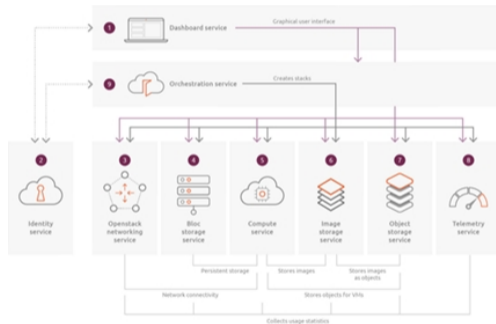 1
Dashboard service
Graphical user interface
9
Orchestration service
Creates stacks
2
3
4
5
6
7
8
Identity
service
Openstack
networking
service
Bloc
storage
service
Compute
service
Image
storage
service
Object
storage
service
Telemetry
service
Persistent storage
Stores images
Stores images
as objects
Network connectivity
Stores objects for VMs
Collects usage statistics